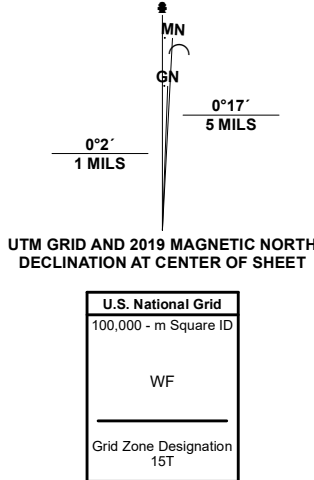 MN
GN
0°17´
5 MILS
0°2´
1 MILS
UTM GRID AND 2019 MAGNETIC NORTH
DECLINATION AT CENTER OF SHEET
U.S. National Grid
100,000 - m Square ID
WF
Grid Zone Designation
15T